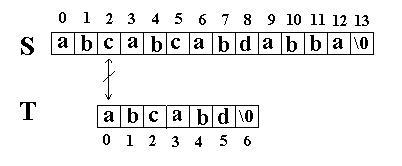 0 1 2 3 4 5 6 7 8 9 10 11 12 13
S a b c a b c a b d a b b a \0
T a b c a b d \0
0 1 2 3 4 5 6